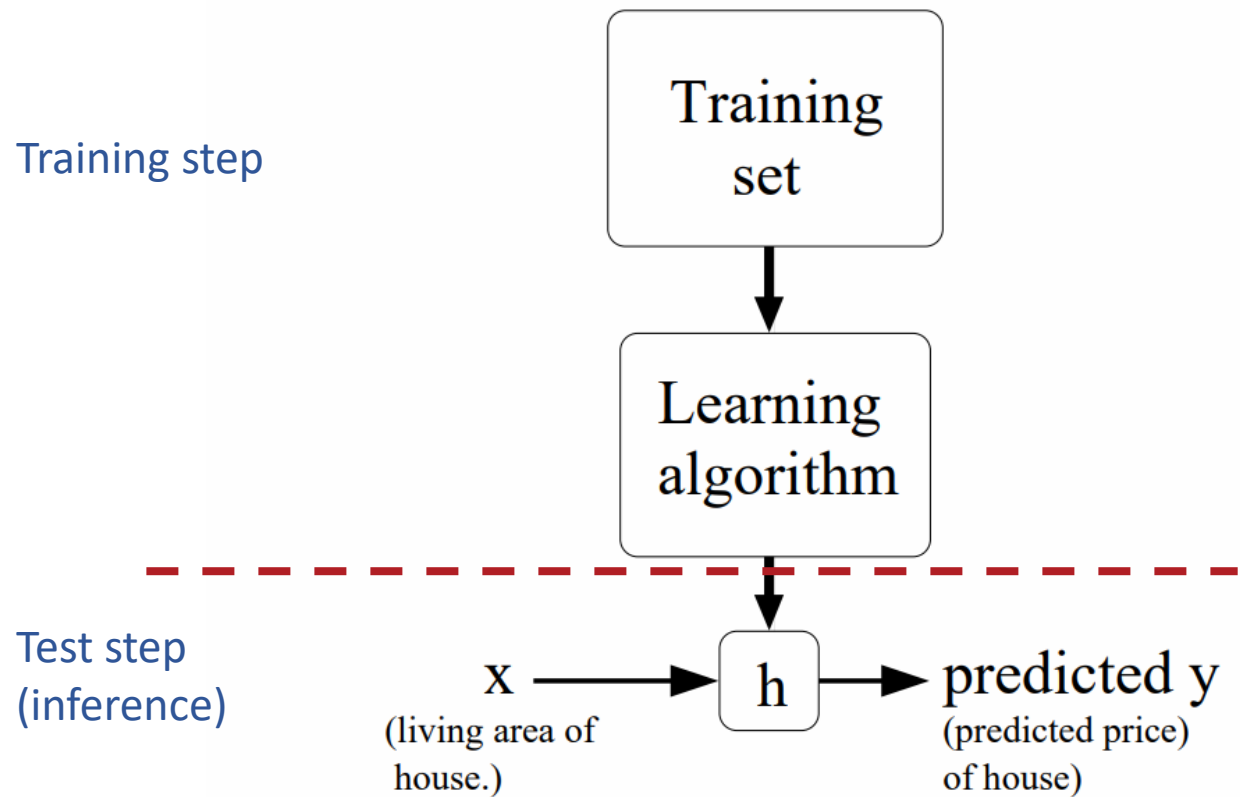 Training step
Training
set
Learning
algorithm
Test step
(inference)
x
h
predicted y
(living area of
house.)
(predicted price)
of house)